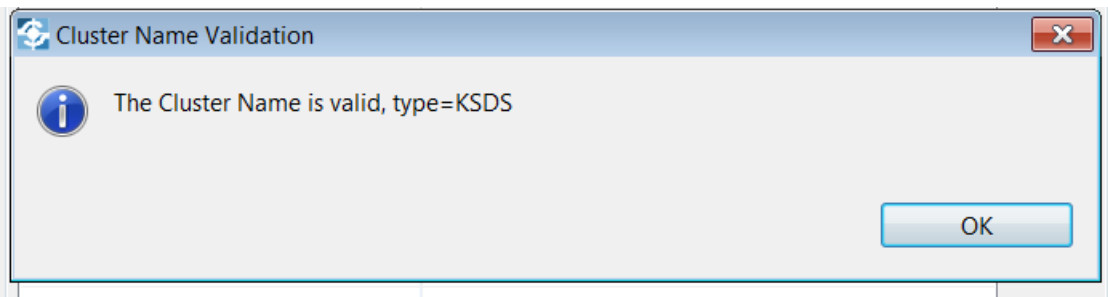 Cluster Name Validation
The Cluster Name is valid, type=KSDS
OK